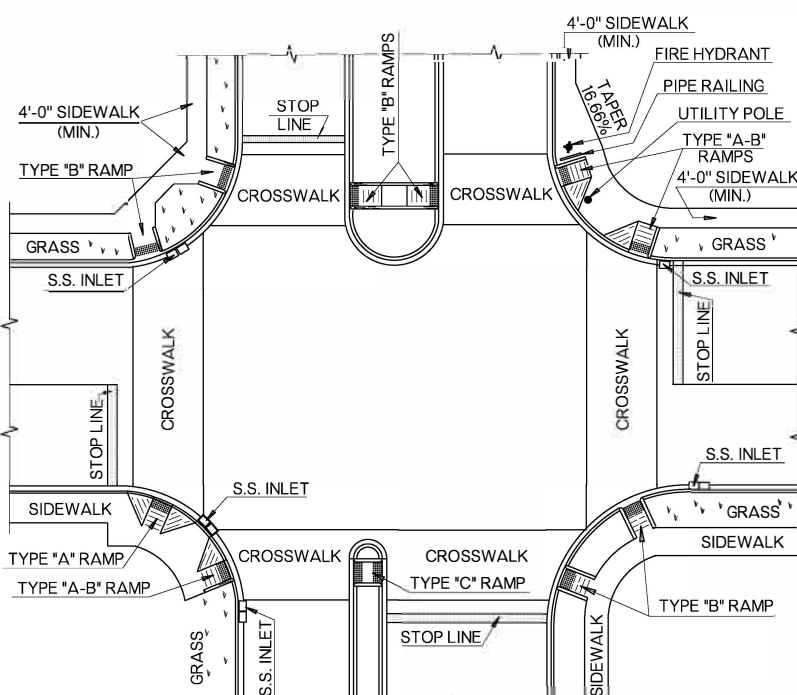 4'-0" SIDEWALK
(MIN.)
FIRE HYDRANT
PIPE RAILING
TAPER
16.66%
UTILITY POLE
TYPE "A-B"
RAMPS
4'-0" SIDEWALK
(MIN.)
4'-0" SIDEWALK
(MIN.)
STOP
LINE
TYPE "B" RAMPS
TYPE "B" RAMP
CROSSWALK
CROSSWALK
GRASS
GRASS
S.S. INLET
S.S. INLET
STOP LINE
CROSSWALK
CROSSWALK
STOP LINE
S.S. INLET
S.S. INLET
SIDEWALK
GRASS
SIDEWALK
TYPE "A" RAMP
CROSSWALK
CROSSWALK
TYPE "A-B" RAMP
TYPE "C" RAMP
TYPE "B" RAMP
STOP LINE
GRASS
S.S. INLET
SIDEWALK